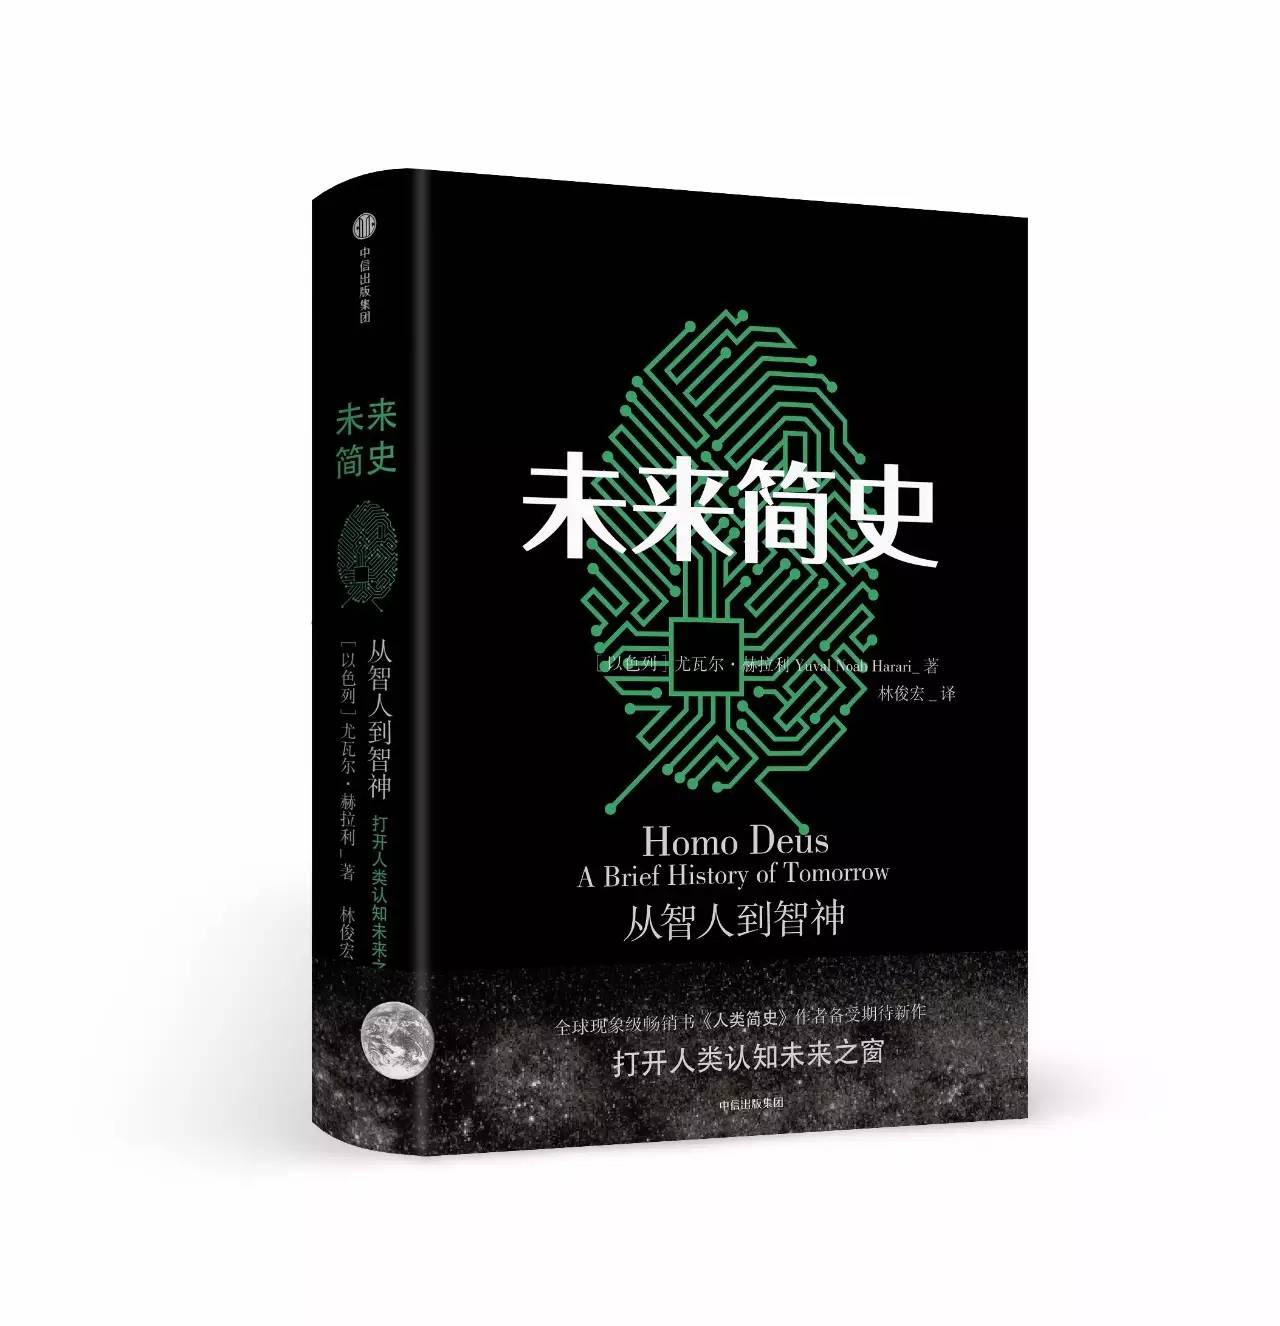 中信出版集团
未来
简史
从智人到智神 打开人类认知未来之
[以色列] 尤瓦尔·赫拉利_著 林俊宏
未来简史
[以色列] 尤瓦尔·赫拉利 Yuval Noah Harari_著
林俊宏_译
Homo Deus
A Brief History of Tomorrow
从智人到智神
全球现象级畅销书《人类简史》作者备受期待新作
打开人类认知未来之窗
中信出版集团